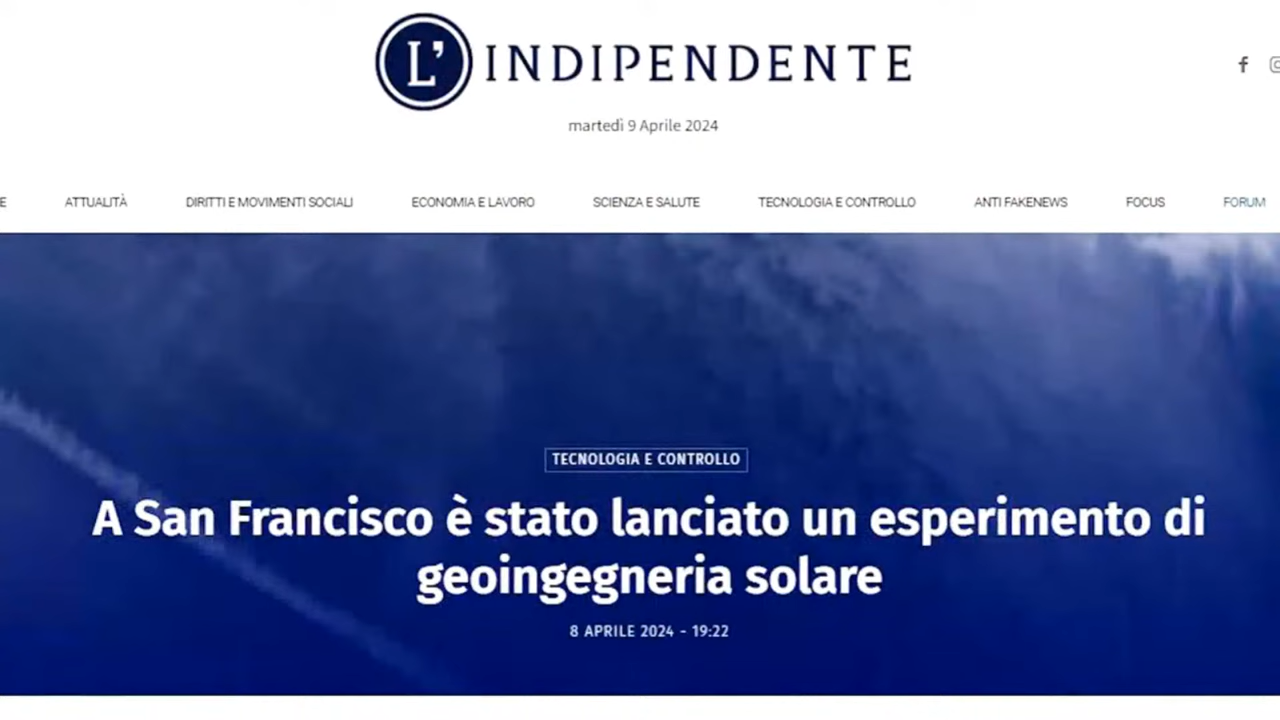 L' INDIPENDENTE
martedì 9 Aprile 2024
E ATTUALITÀ DIRITTI E MOVIMENTI SOCIALI ECONOMIA E LAVORO SCIENZA E SALUTE TECNOLOGIA E CONTROLLO ANTI FAKENEWS FOCUS FORUM
TECNOLOGIA E CONTROLLO
A San Francisco è stato lanciato un esperimento di
geoingegneria solare
8 APRILE 2024 - 19:22